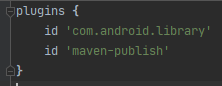 plugins {
    id 'com.android.library'
    id 'maven-publish'
}